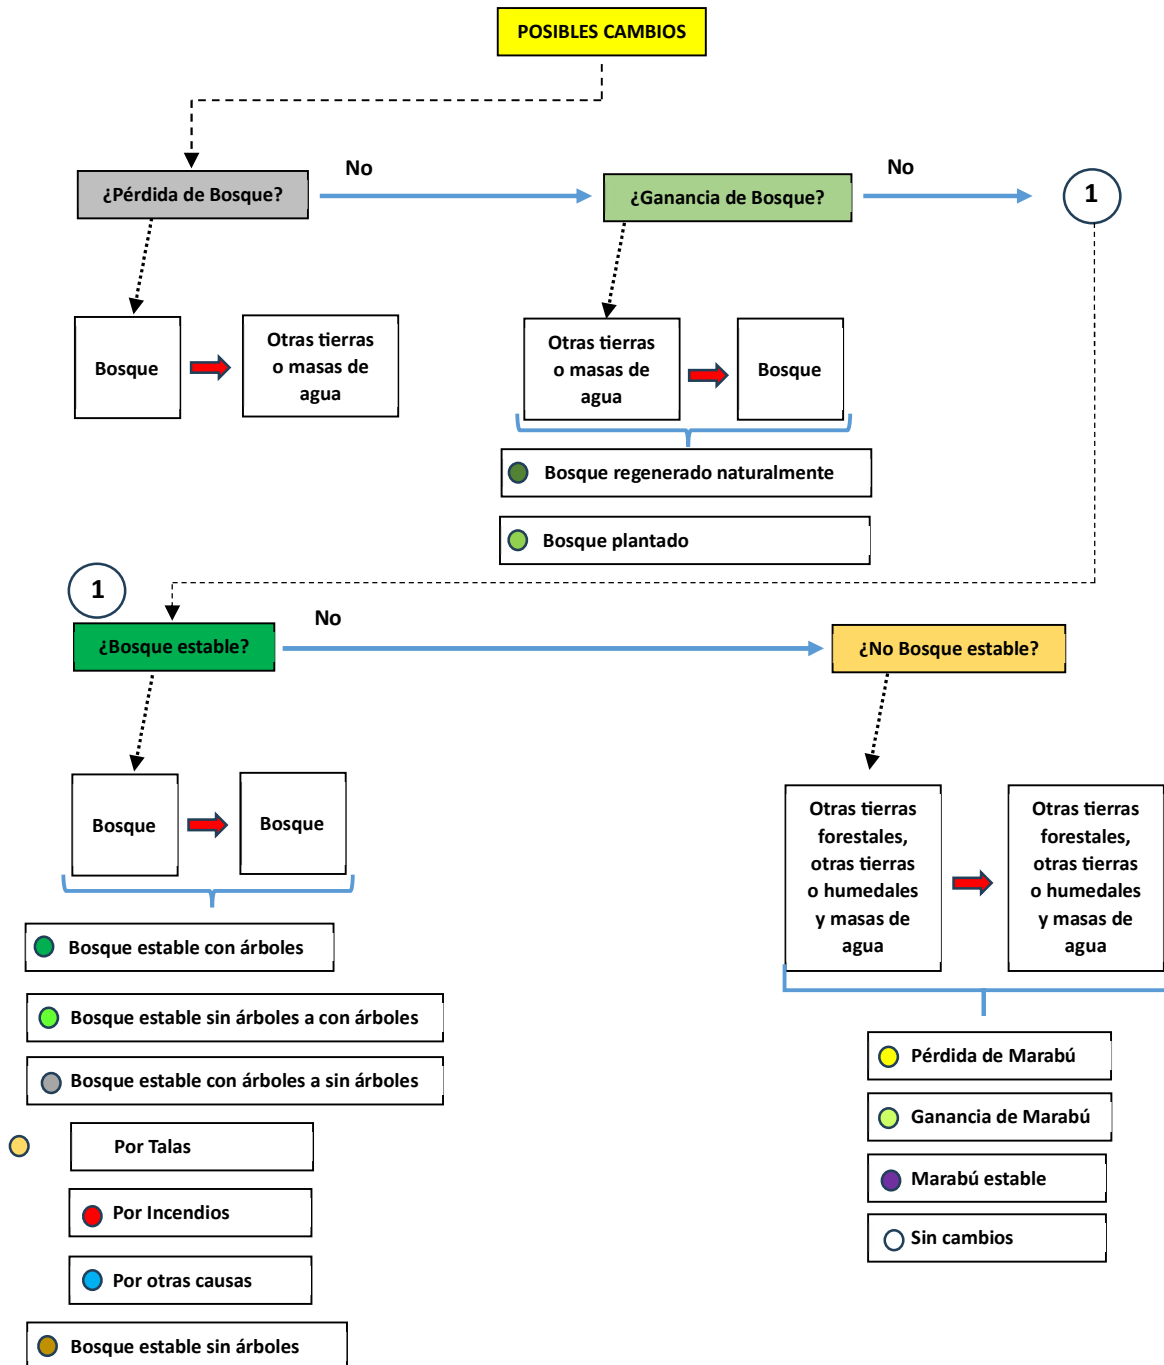 POSIBLES CAMBIOS
¿Pérdida de Bosque?
No
¿Ganancia de Bosque?
No
1
Bosque
Otras tierras
o masas de
agua
Otras tierras
o masas de
agua
Bosque
Bosque regenerado naturalmente
Bosque plantado
1
¿Bosque estable?
No
¿No Bosque estable?
Bosque
Bosque
Otras tierras
forestales,
otras tierras
o humedales
y masas de
agua
Otras tierras
forestales,
otras tierras
o humedales
y masas de
agua
Bosque estable con árboles
Bosque estable sin árboles a con árboles
Bosque estable con árboles a sin árboles
Por Talas
Por Incendios
Por otras causas
Bosque estable sin árboles
Pérdida de Marabú
Ganancia de Marabú
Marabú estable
Sin cambios